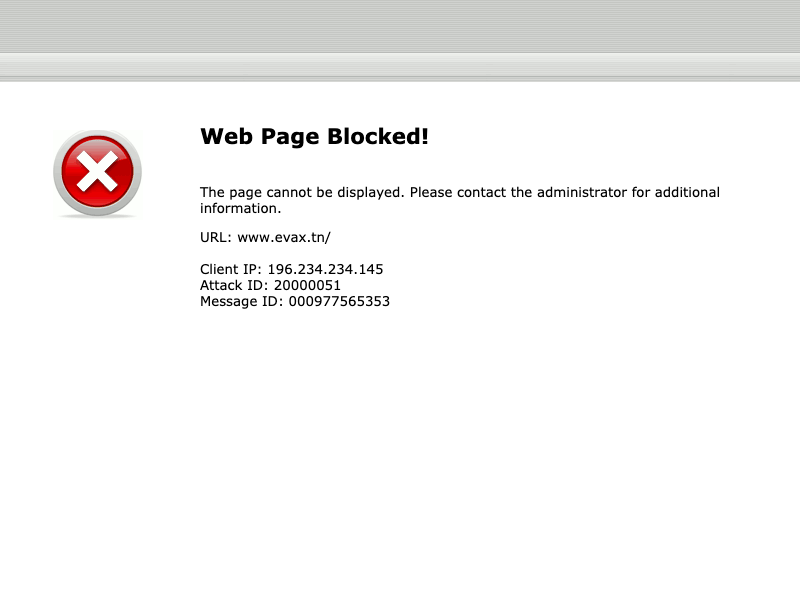 Web Page Blocked!
The page cannot be displayed. Please contact the administrator for additional
information.
URL: www.evax.tn/
Client IP: 196.234.234.145
Attack ID: 20000051
Message ID: 000977565353